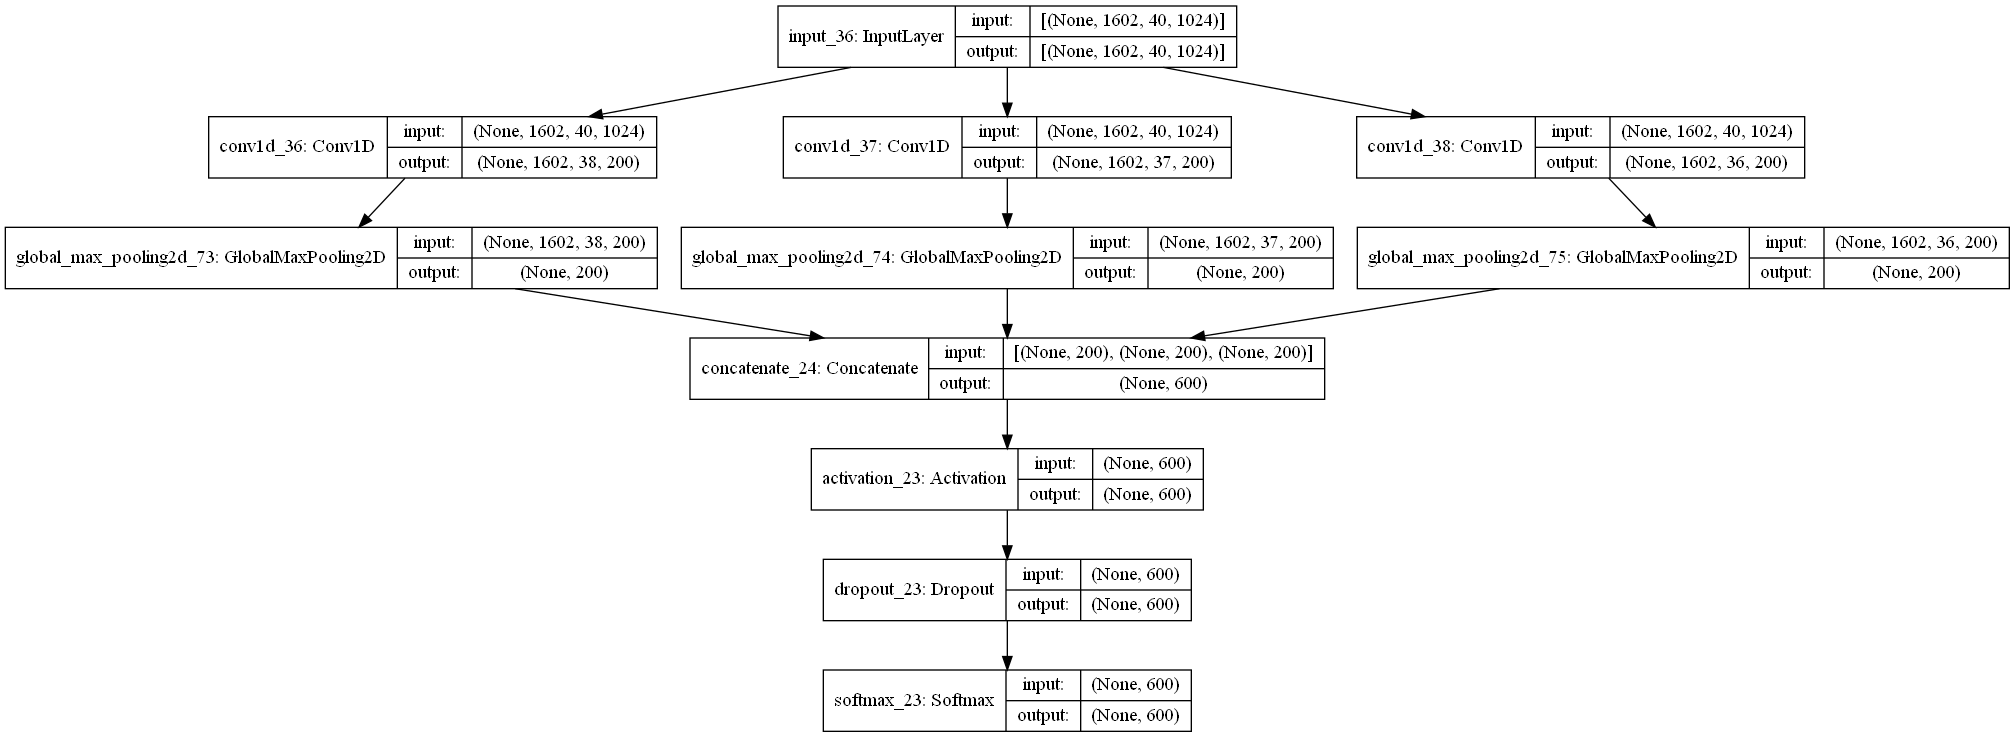 input_36: InputLayer
input: [(None, 1602, 40, 1024)]
output: [(None, 1602, 40, 1024)]
conv1d_36: Conv1D
input: (None, 1602, 40, 1024)
output: (None, 1602, 38, 200)
conv1d_37: Conv1D
input: (None, 1602, 40, 1024)
output: (None, 1602, 37, 200)
conv1d_38: Conv1D
input: (None, 1602, 40, 1024)
output: (None, 1602, 36, 200)
global_max_pooling2d_73: GlobalMaxPooling2D
input: (None, 1602, 38, 200)
output: (None, 200)
global_max_pooling2d_74: GlobalMaxPooling2D
input: (None, 1602, 37, 200)
output: (None, 200)
global_max_pooling2d_75: GlobalMaxPooling2D
input: (None, 1602, 36, 200)
output: (None, 200)
concatenate_24: Concatenate
input: [(None, 200), (None, 200), (None, 200)]
output: (None, 600)
activation_23: Activation
input: (None, 600)
output: (None, 600)
dropout_23: Dropout
input: (None, 600)
output: (None, 600)
softmax_23: Softmax
input: (None, 600)
output: (None, 600)